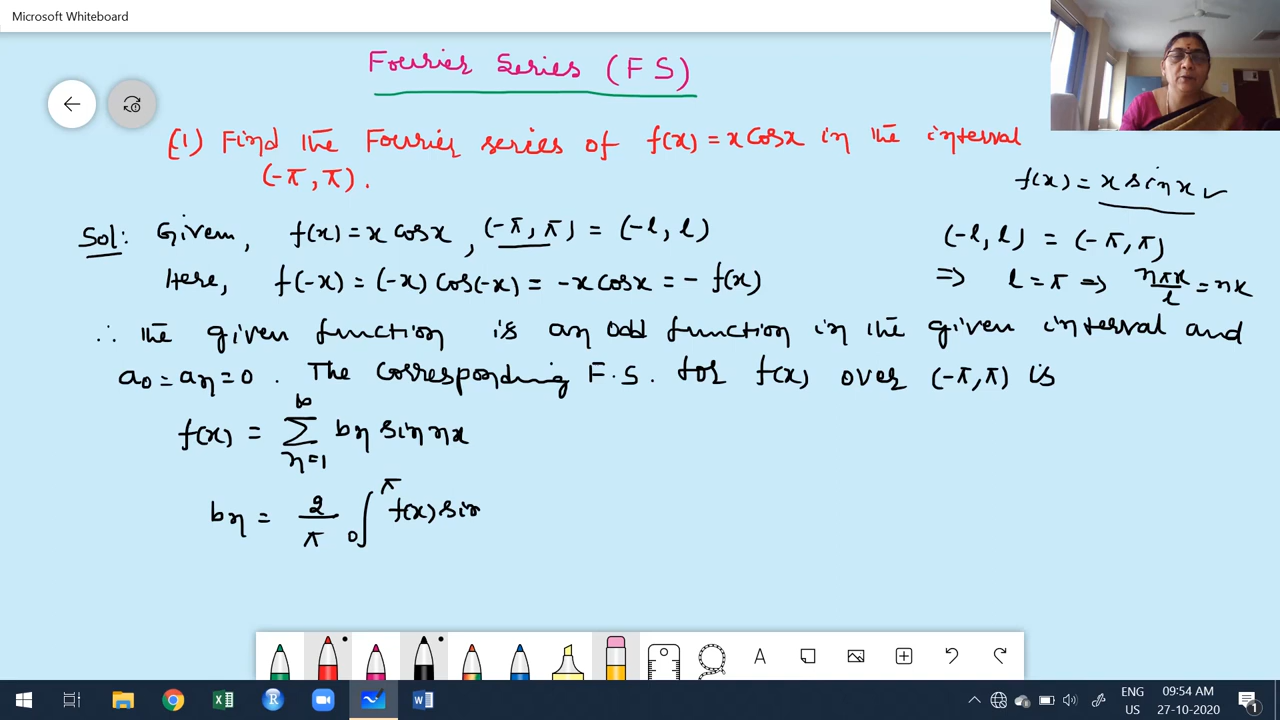 Microsoft Whiteboard
Fourier Series (FS)
(1) Find the Fourier series of f(x) = x cosx in the interval
(-π, π).
f(x) = x sinx ✓
Sol: Given, f(x) = x cosx, (-π, π) = (-l, l)
(-l, l) = (-π, π)
Here, f(-x) = (-x) cos(-x) = -x cosx = - f(x)
⇒ l = π ⇒ nπx/l = nx
∴ the given function is an odd function in the given interval and
a₀ = aₙ = 0. The corresponding F.S. for f(x) over (-π, π) is
f(x) = ∑_{n=1}^{∞} bₙ sin nx
bₙ = 2/π ∫_0^π f(x) sin
A
ENG
US
09:54 AM
27-10-2020
1